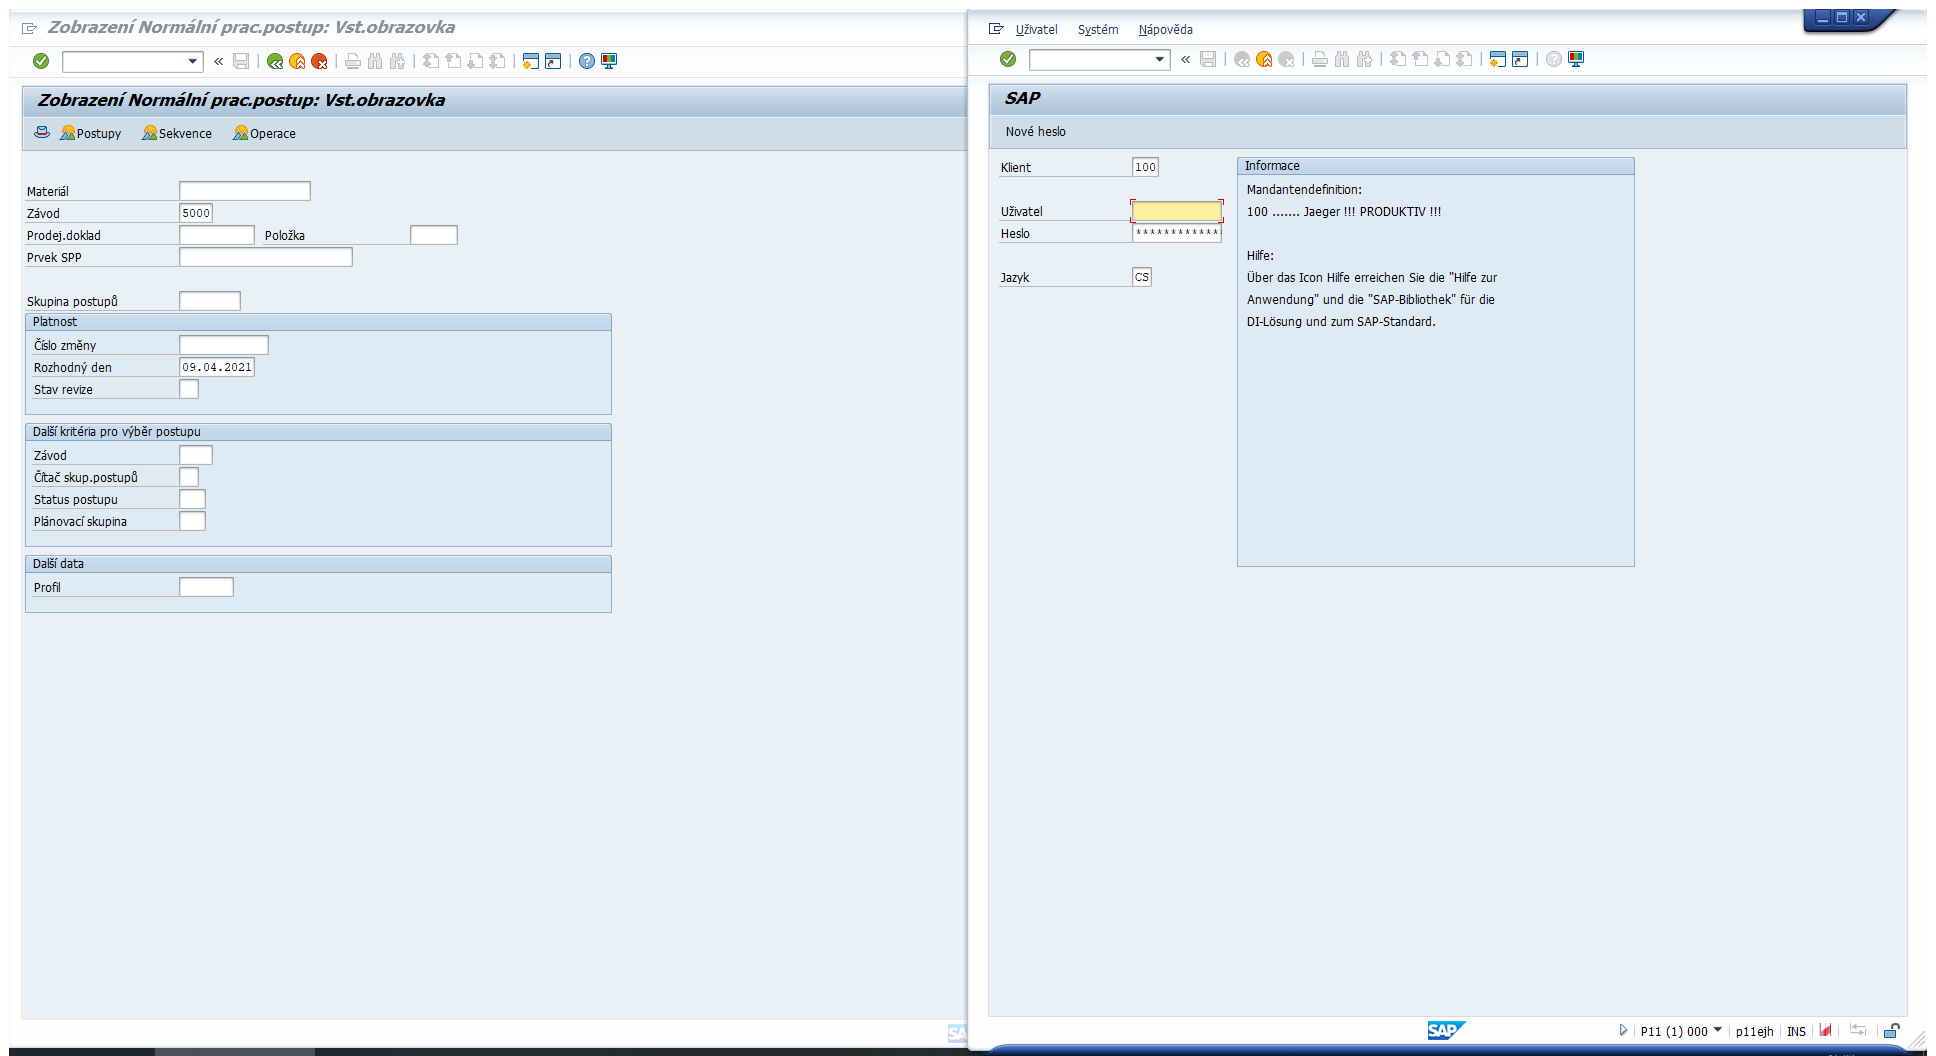 Zobrazení Normální prac.postup: Vst.obrazovka
Zobrazení Normální prac.postup: Vst.obrazovka
Postupy Sekvence Operace
Materiál
Závod 5000
Prodej.doklad Položka
Prvek SPP
Skupina postupů
Platnost
Číslo změny
Rozhodný den 09.04.2021
Stav revize
Další kritéria pro výběr postupu
Závod
Čítač skup.postupů
Status postupu
Plánovací skupina
Další data
Profil
Uživatel Systém Nápověda
SAP
Nové heslo
Klient 100
Uživatel
Heslo ************
Jazyk CS
Informace
Mandantendefinition:
100 ....... Jaeger !!! PRODUKTIV !!!
Hilfe:
Über das Icon Hilfe erreichen Sie die "Hilfe zur
Anwendung" und die "SAP-Bibliothek" für die
DI-Lösung und zum SAP-Standard.
SAP P11 (1) 000 p11ejh INS